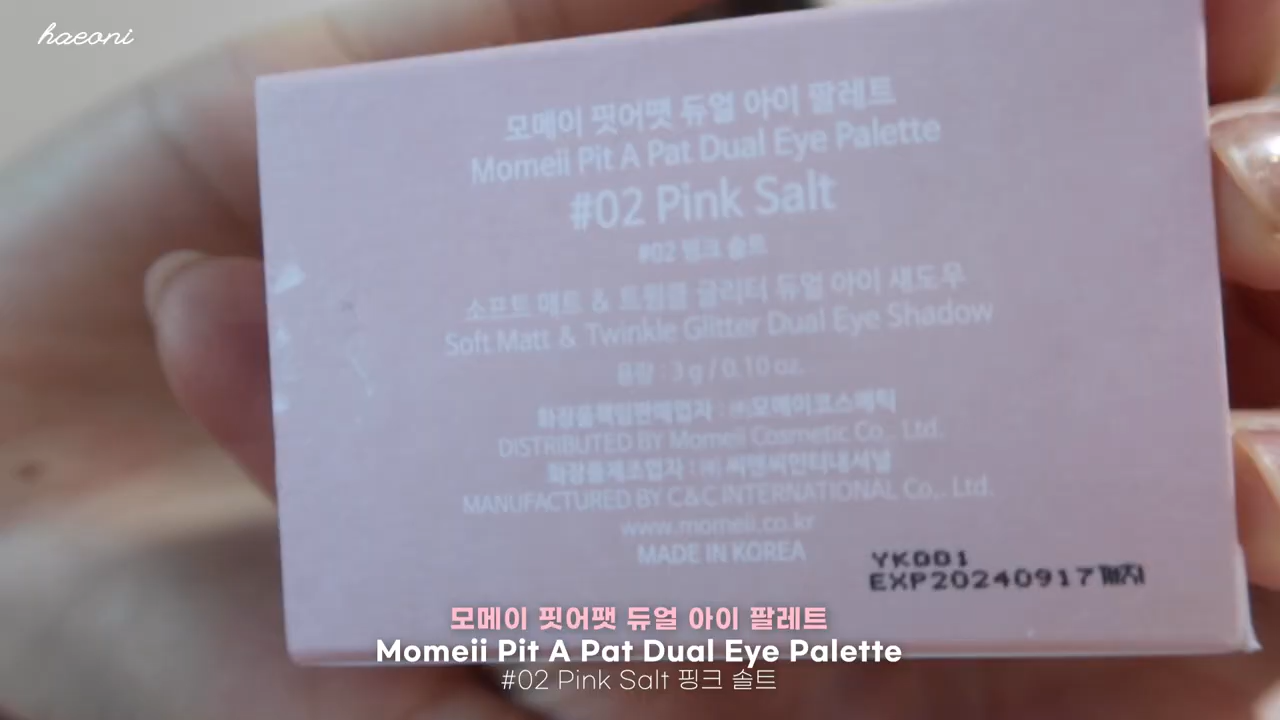 haeoni
모메이 핏어팻 듀얼 아이 팔레트
Momeii Pit A Pat Dual Eye Palette
#02 Pink Salt
#02 핑크 솔트
소프트 매트 & 트윙클 글리터 듀얼 아이 섀도우
Soft Matt & Twinkle Glitter Dual Eye Shadow
용량 : 3 g / 0.10 oz.
화장품책임판매업자 : ㈜모메이코스메틱
DISTRIBUTED BY Momeii Cosmetic Co., Ltd.
화장품제조업자 : ㈜ 씨앤씨인터내셔널
MANUFACTURED BY C&C INTERNATIONAL Co., Ltd.
www.momeii.co.kr
MADE IN KOREA
YK001
EXP20240917까지
모메이 핏어팻 듀얼 아이 팔레트
Momeii Pit A Pat Dual Eye Palette
#02 Pink Salt 핑크 솔트